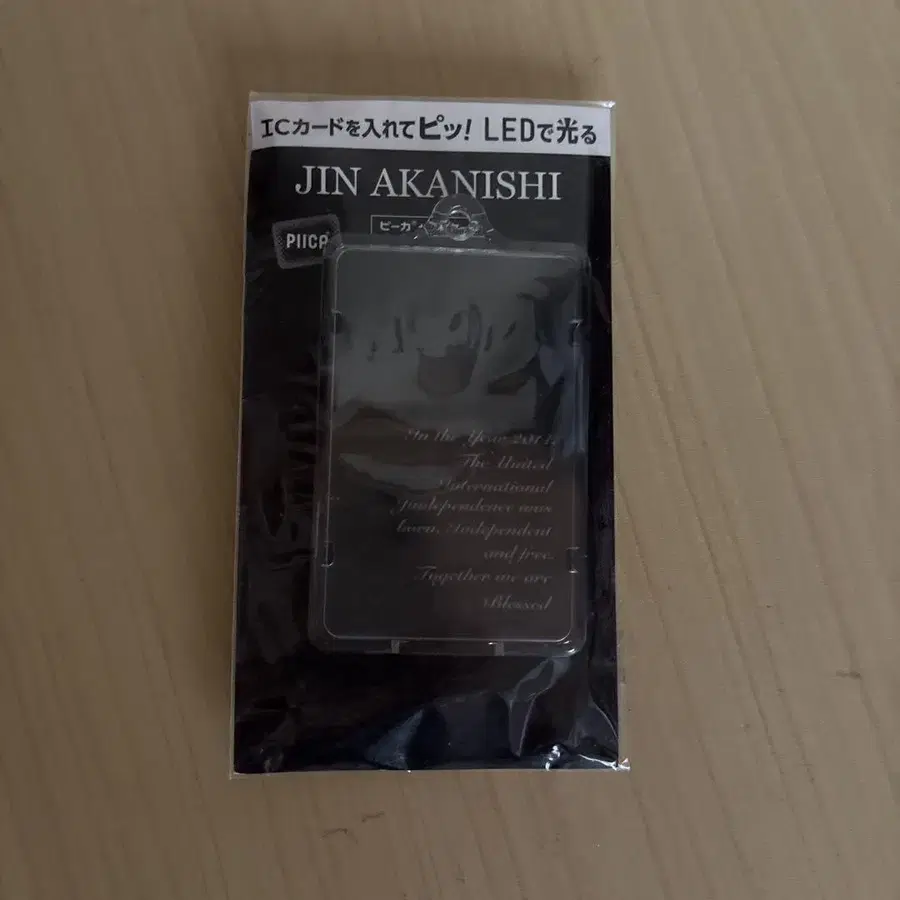 ICカードを入れてピッ! LEDで光る
JIN AKANISHI
PIICA
ピーカ
In the Year 2014,
The United
International
Independence was
born, Independent
and free.
Together we are
Blessed